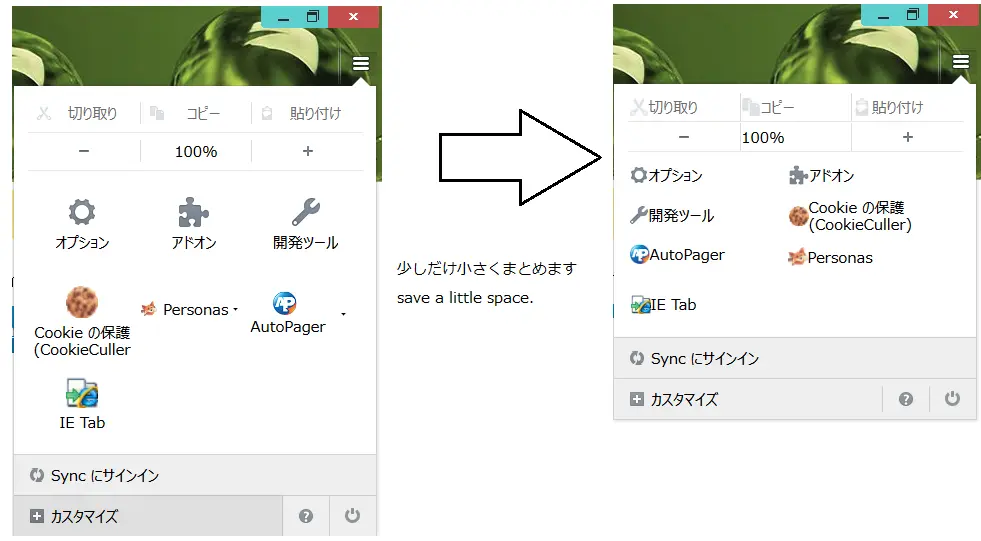 切り取り コピー 貼り付け
− 100% +
オプション アドオン 開発ツール
Cookie の保護
(CookieCuller
Personas
AutoPager
IE Tab
Sync にサインイン
カスタマイズ
少しだけ小さくまとめます
save a little space.
切り取り コピー 貼り付け
− 100% +
オプション アドオン
開発ツール Cookie の保護
(CookieCuller)
AutoPager Personas
IE Tab
Sync にサインイン
カスタマイズ